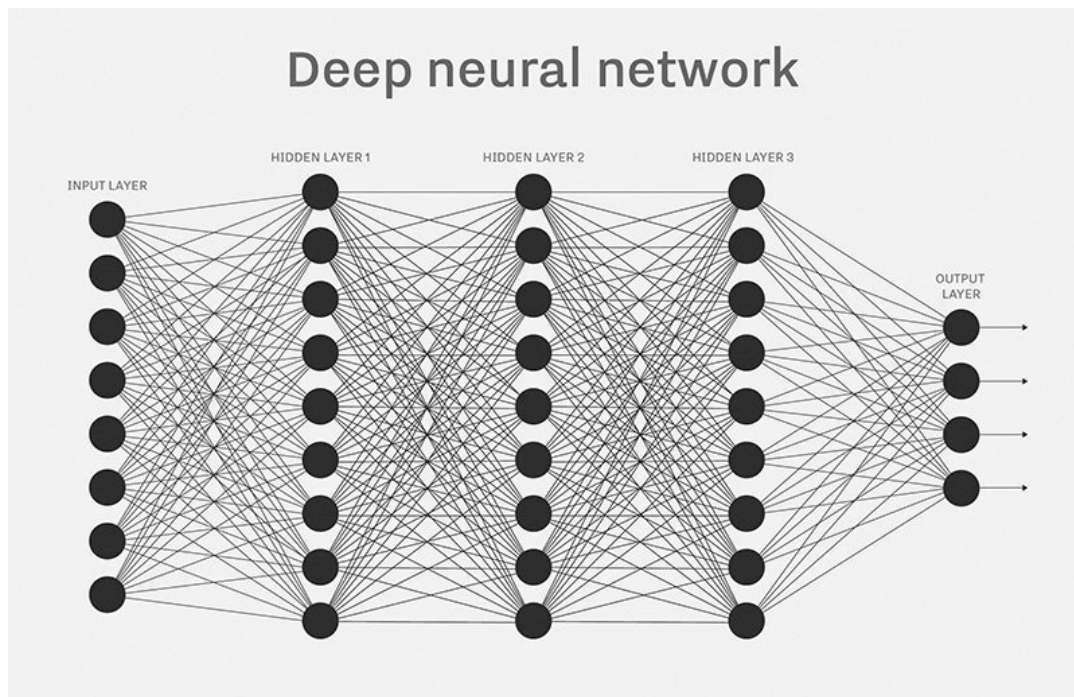 Deep neural network
HIDDEN LAYER 1
HIDDEN LAYER 2
HIDDEN LAYER 3
INPUT LAYER
OUTPUT
LAYER